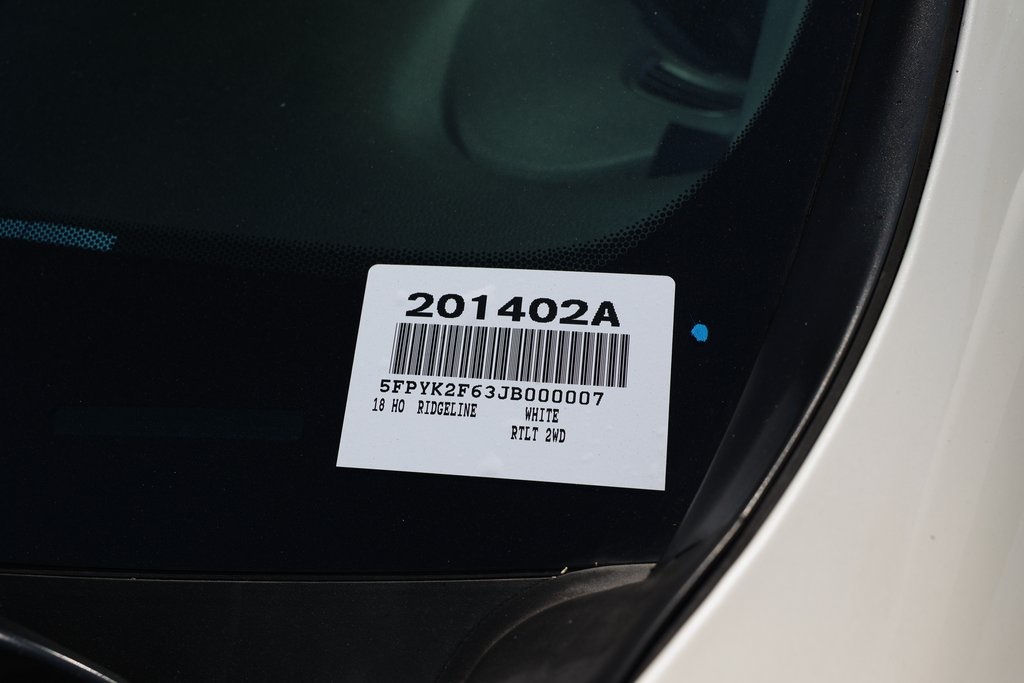 201402A
5FPYK2F63JB000007
18 HO RIDGELINE WHITE
RTLT 2WD